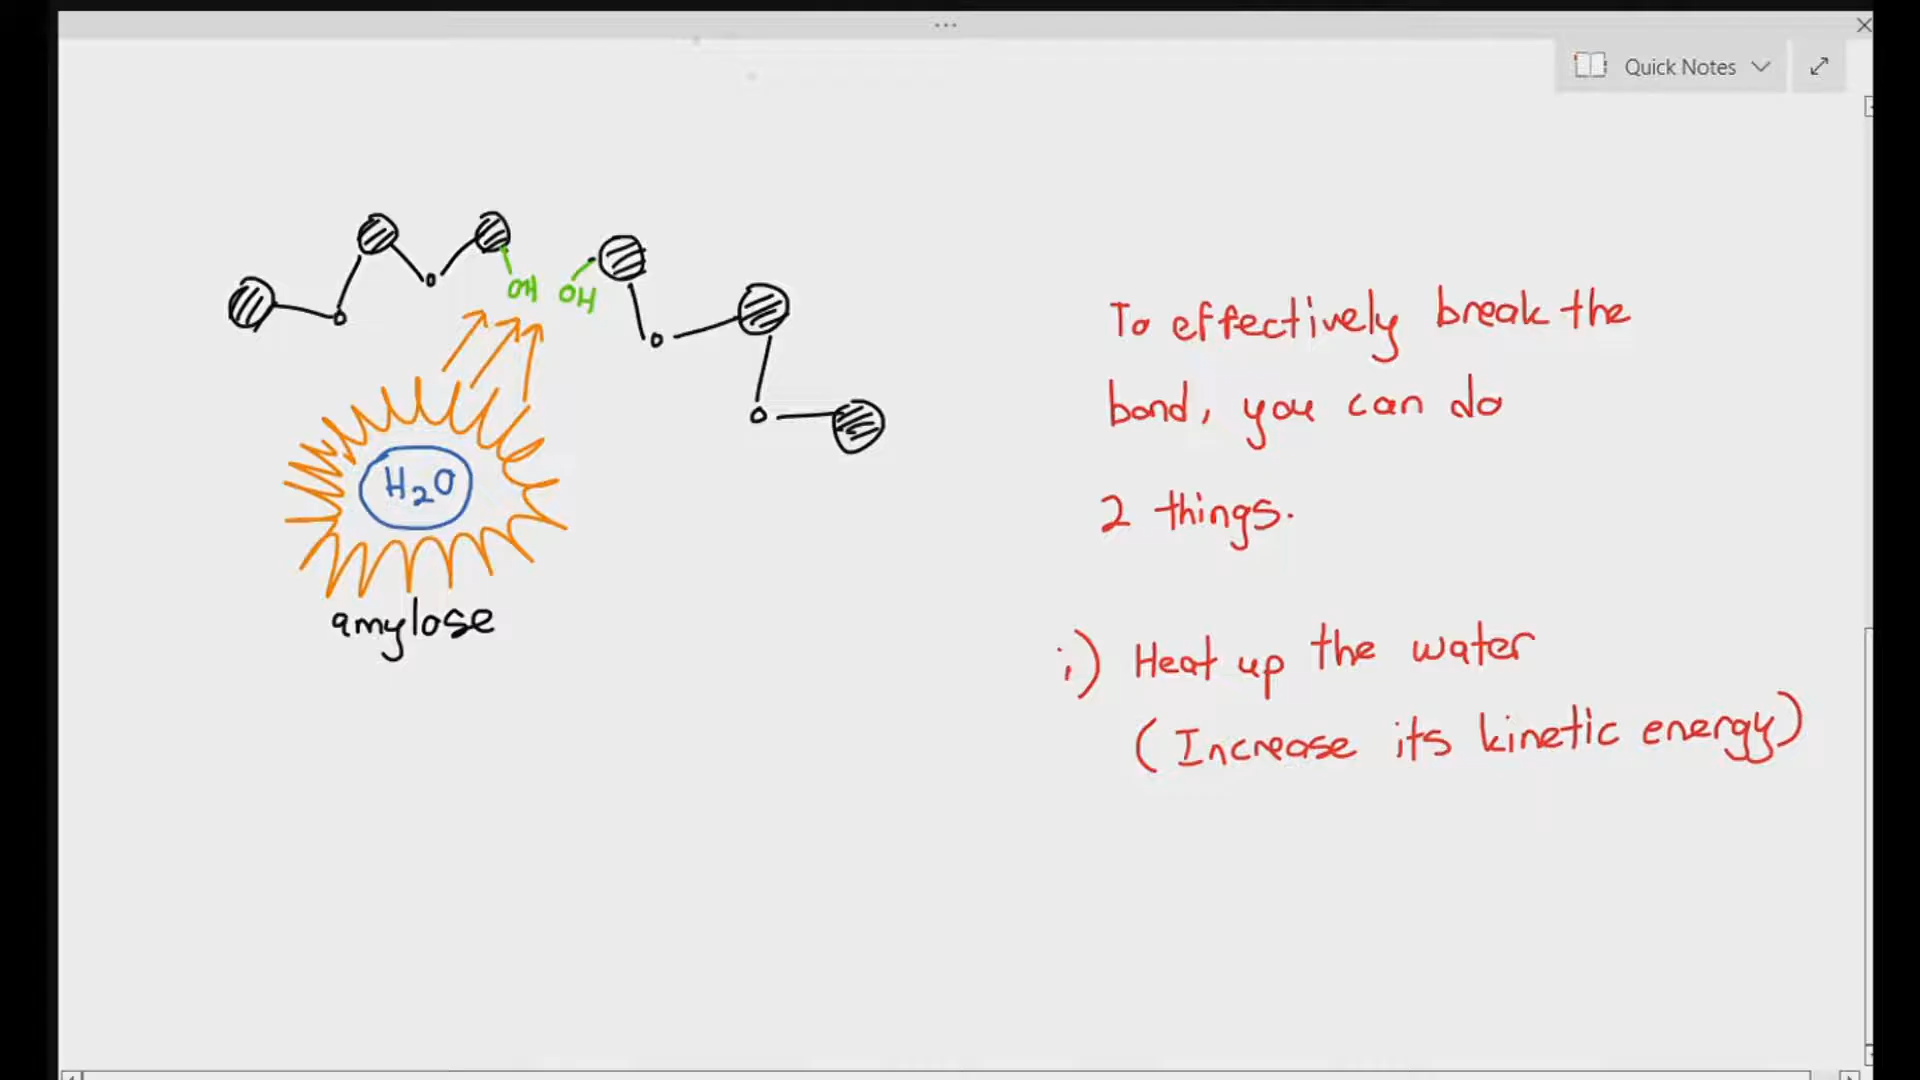 Quick Notes
OH OH
H₂O
amylose
To effectively break the
bond, you can do
2 things.
i) Heat up the water
(Increase its kinetic energy)